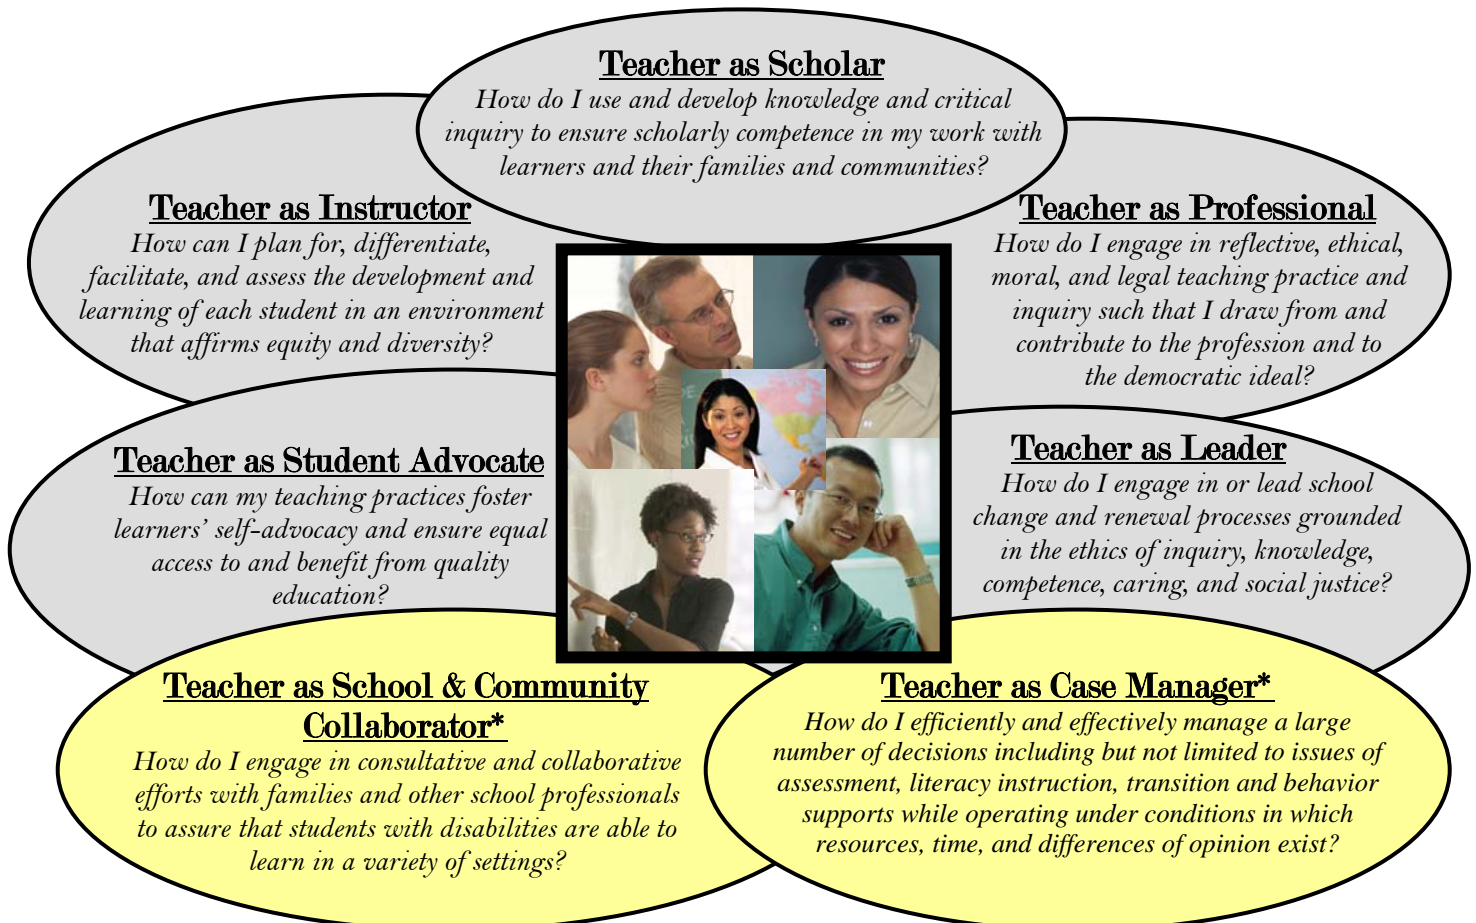 Teacher as Scholar
How do I use and develop knowledge and critical
inquiry to ensure scholarly competence in my work with
learners and their families and communities?
Teacher as Instructor
How can I plan for, differentiate,
facilitate, and assess the development and
learning of each student in an environment
that affirms equity and diversity?
Teacher as Professional
How do I engage in reflective, ethical,
moral, and legal teaching practice and
inquiry such that I draw from and
contribute to the profession and to
the democratic ideal?
Teacher as Student Advocate
How can my teaching practices foster
learners' self-advocacy and ensure equal
access to and benefit from quality
education?
Teacher as Leader
How do I engage in or lead school
change and renewal processes grounded
in the ethics of inquiry, knowledge,
competence, caring, and social justice?
Teacher as School & Community
Collaborator*
How do I engage in consultative and collaborative
efforts with families and other school professionals
to assure that students with disabilities are able to
learn in a variety of settings?
Teacher as Case Manager*
How do I efficiently and effectively manage a large
number of decisions including but not limited to issues of
assessment, literacy instruction, transition and behavior
supports while operating under conditions in which
resources, time, and differences of opinion exist?